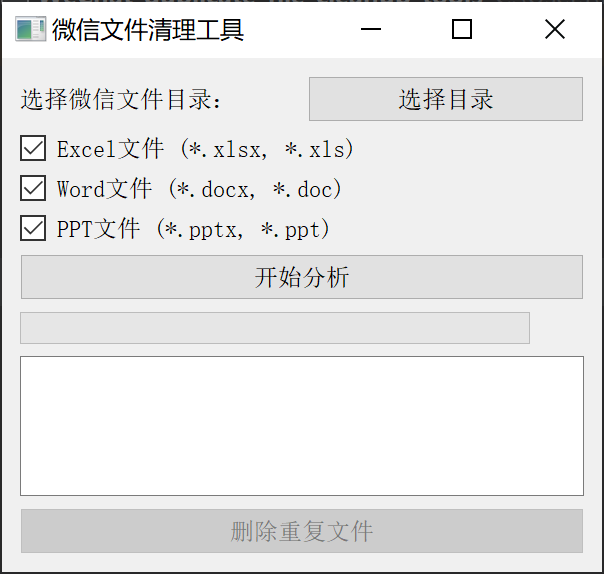 微信文件清理工具
选择微信文件目录： 选择目录
Excel文件 (*.xlsx, *.xls)
Word文件 (*.docx, *.doc)
PPT文件 (*.pptx, *.ppt)
开始分析
删除重复文件